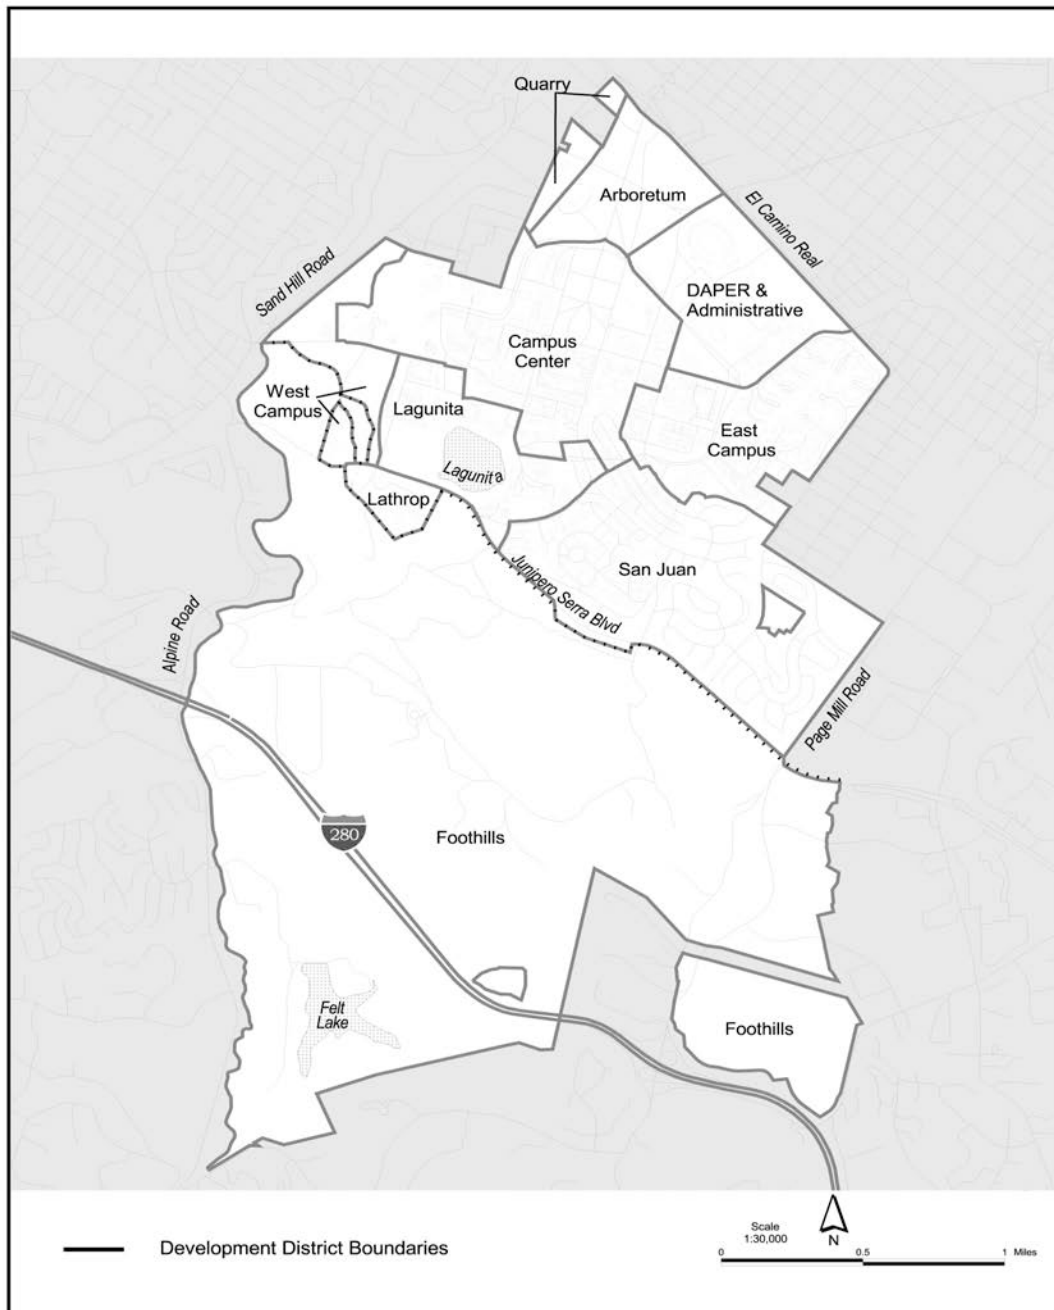 Quarry
Arboretum
El Camino Real
Sand Hill Road
DAPER &
Administrative
Campus
Center
West
Campus
Lagunita
East
Campus
Lagunita
Lathrop
San Juan
Junipero Serra Blvd
Alpine Road
Page Mill Road
280
Foothills
Felt
Lake
Foothills
Development District Boundaries
Scale
1:30,000
N
0 0.5 1 Miles